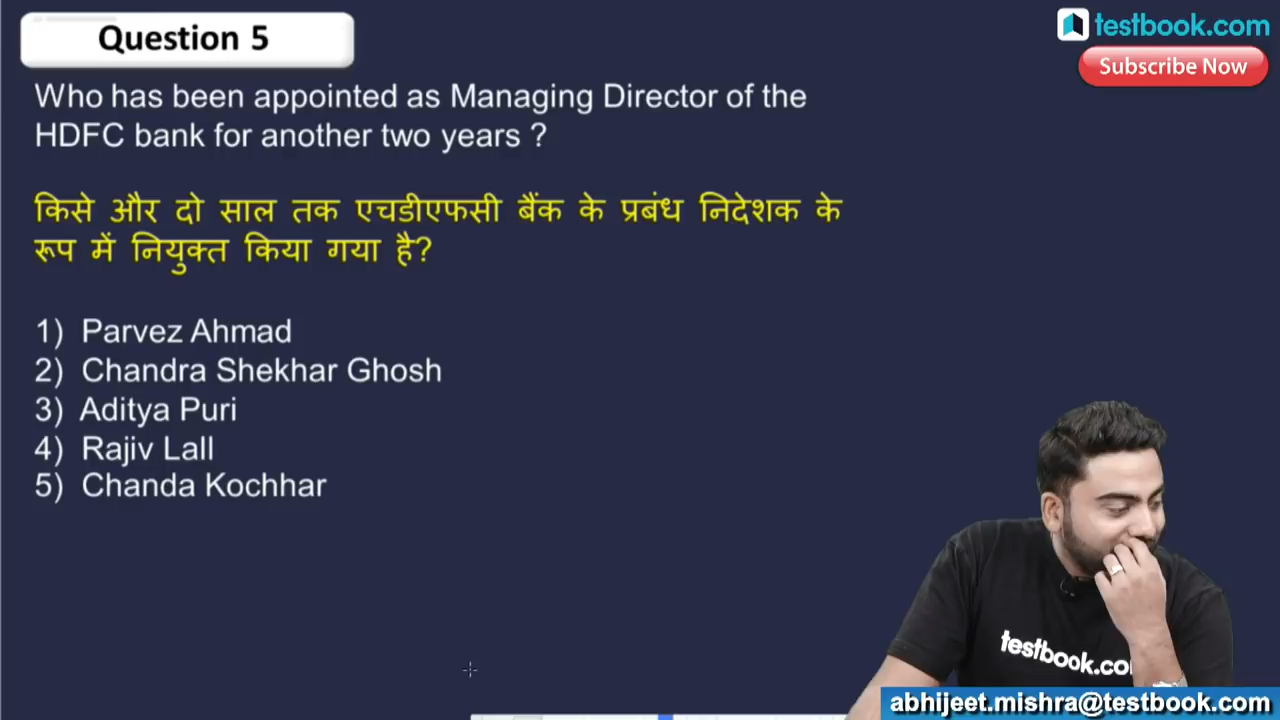 Question 5
testbook.com
Subscribe Now
Who has been appointed as Managing Director of the
HDFC bank for another two years ?
किसे और दो साल तक एचडीएफसी बैंक के प्रबंध निदेशक के
रूप में नियुक्त किया गया है?
1) Parvez Ahmad
2) Chandra Shekhar Ghosh
3) Aditya Puri
4) Rajiv Lall
5) Chanda Kochhar
testbook.co
abhijeet.mishra@testbook.com